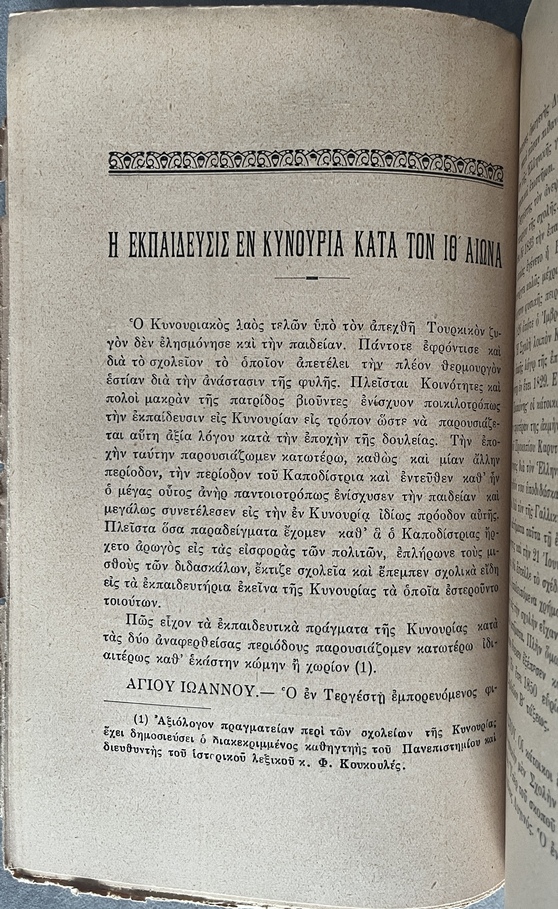 Η ΕΚΠΑΙΔΕΥΣΙΣ ΕΝ ΚΥΝΟΥΡΙΑ ΚΑΤΑ ΤΟΝ ΙΘ΄ ΑΙΩΝΑ
Ὁ Κυνουριακὸς λαὸς τελῶν ὑπὸ τὸν ἀπεχθῆ Τουρκικὸν ζυ-
γὸν δὲν ἐλησμόνησε καὶ τὴν παιδείαν. Πάντοτε ἐφρόντισε καὶ
διὰ τὸ σχολεῖον τὸ ὁποῖον ἀπετέλει τὴν πλέον θερμουργὸν
ἑστίαν διὰ τὴν ἀνάστασιν τῆς φυλῆς. Πλεῖσται Κοινότητες καὶ
πολοὶ μακρὰν τῆς πατρίδος βιοῦντες ἐνίσχυον ποικιλοτρόπως
τὴν ἐκπαίδευσιν εἰς Κυνουρίαν εἰς τρόπον ὥστε νὰ παρουσιάζε-
ται αὕτη ἀξία λόγου κατὰ τὴν ἐποχὴν τῆς δουλείας. Τὴν ἐπο-
χὴν ταύτην παρουσιάζομεν κατωτέρω, καθὼς καὶ μίαν ἄλλην
περίοδον, τὴν περίοδον τοῦ Καποδίστρια καὶ ἐντεῦθεν καθ' ἣν
ὁ μέγας οὗτος ἀνὴρ παντοιοτρόπως ἐνίσχυσεν τὴν παιδείαν καὶ
μεγάλως συνετέλεσεν εἰς τὴν ἐν Κυνουρίᾳ ἰδίως πρόοδον αὐτῆς.
Πλεῖστα ὅσα παραδείγματα ἔχομεν καθ' ἃ ὁ Καποδίστριας ἤρ-
χετο ἀρωγὸς εἰς τὰς εἰσφορὰς τῶν πολιτῶν, ἐπλήρωνε τοὺς μι-
σθοὺς τῶν διδασκάλων, ἔκτιζε σχολεῖα καὶ ἔπεμπεν σχολικὰ εἴδη
εἰς τὰ ἐκπαιδευτήρια ἐκεῖνα τῆς Κυνουρίας τὰ ὁποῖα ἐστεροῦντο
τοιούτων.
Πῶς εἶχον τὰ ἐκπαιδευτικὰ πράγματα τῆς Κυνουρίας κατὰ
τὰς δύο ἀναφερθείσας περιόδους παρουσιάζομεν κατωτέρω ἰδι-
αιτέρως καθ' ἑκάστην κώμην ἢ χωρίον (1).
ΑΓΙΟΥ ΙΩΑΝΝΟΥ.— Ὁ ἐν Τεργέστῃ ἐμπορευόμενος φι-
(1) Ἀξιόλογον πραγματείαν περὶ τῶν σχολείων τῆς Κυνουρίας
ἔχει δημοσιεύσει ὁ διακεκριμμένος καθηγητὴς τοῦ Πανεπιστημίου καὶ
διευθυντὴς τοῦ ἱστορικοῦ λεξικοῦ κ. Φ. Κουκουλές.